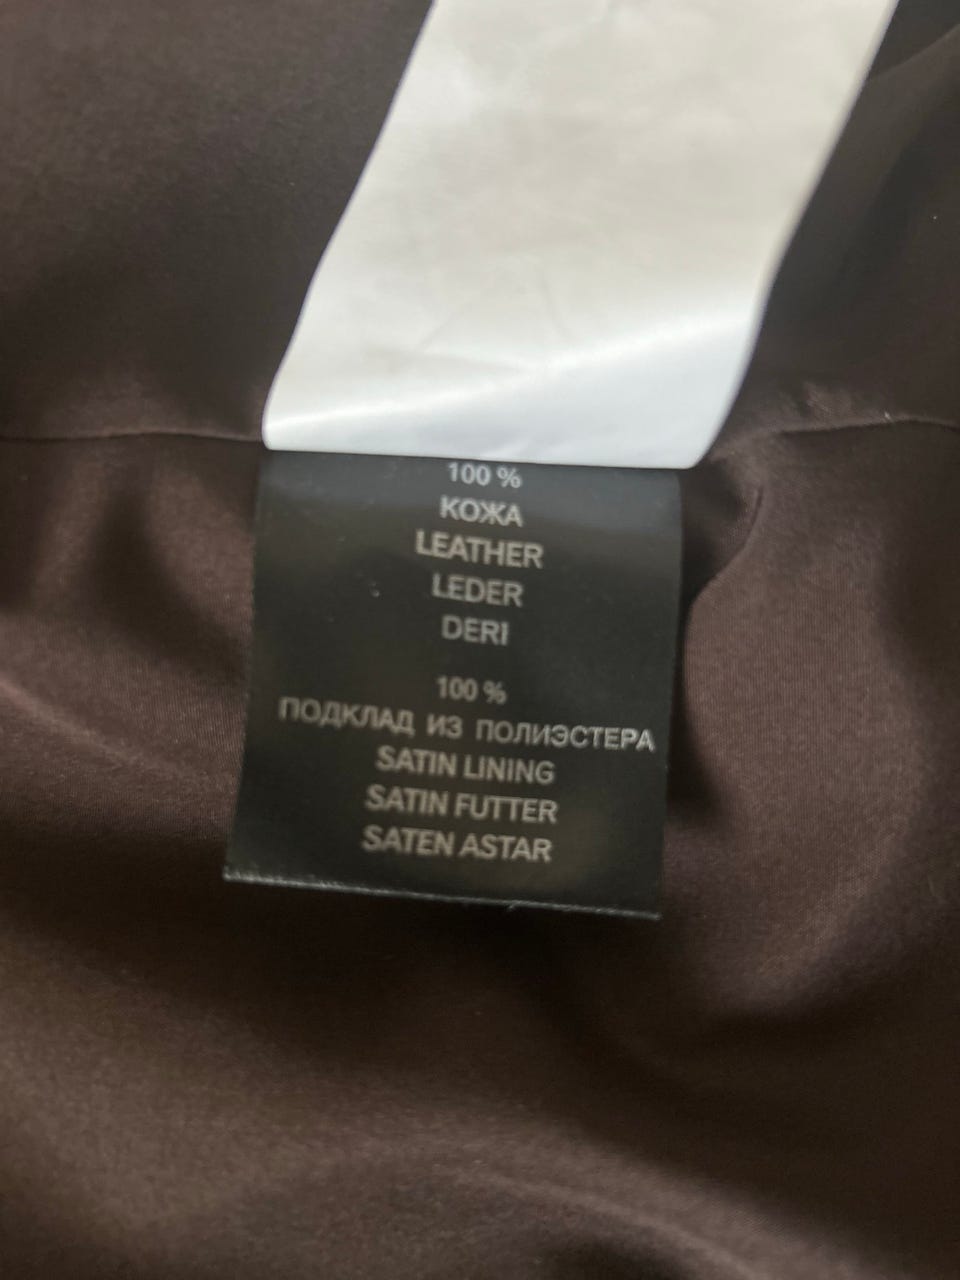 100 %
КОЖА
LEATHER
LEDER
DERI
100 %
ПОДКЛАД ИЗ ПОЛИЭСТЕРА
SATIN LINING
SATIN FUTTER
SATEN ASTAR